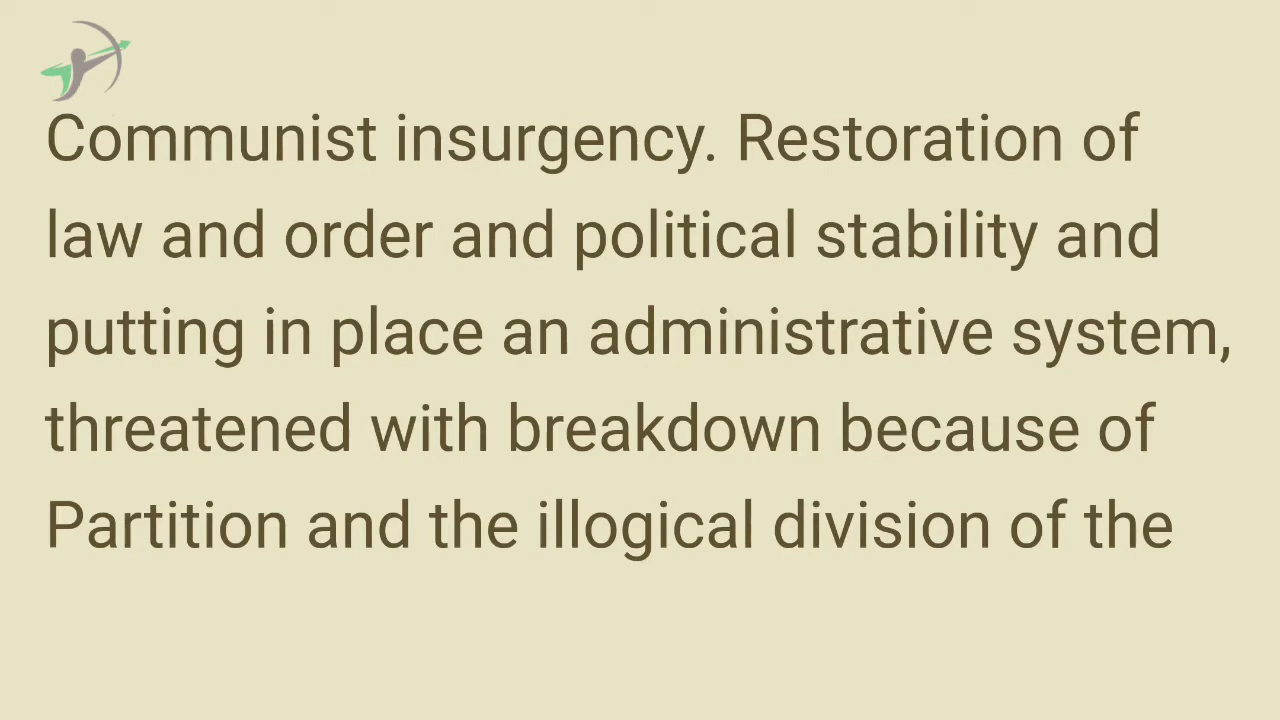 Communist insurgency. Restoration of
law and order and political stability and
putting in place an administrative system,
threatened with breakdown because of
Partition and the illogical division of the